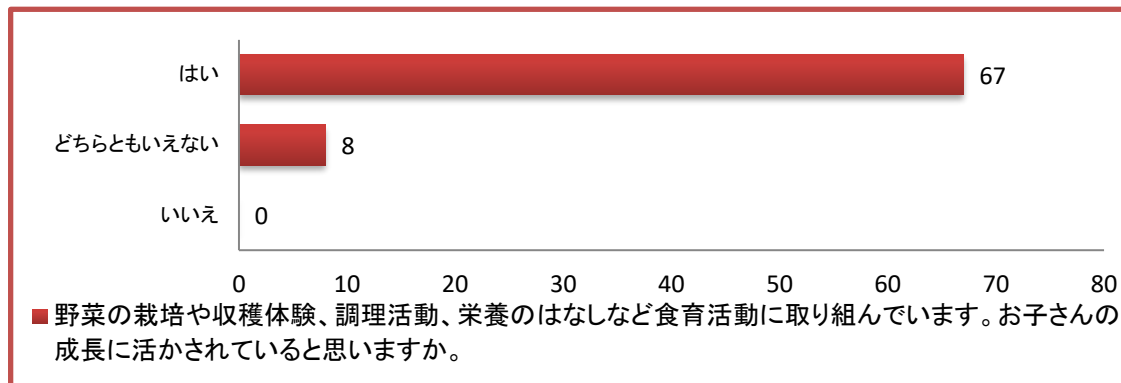 はい 67
どちらともいえない 8
いいえ 0
0 10 20 30 40 50 60 70 80
野菜の栽培や収穫体験、調理活動、栄養のはなしなど食育活動に取り組んでいます。お子さんの
成長に活かされていると思いますか。